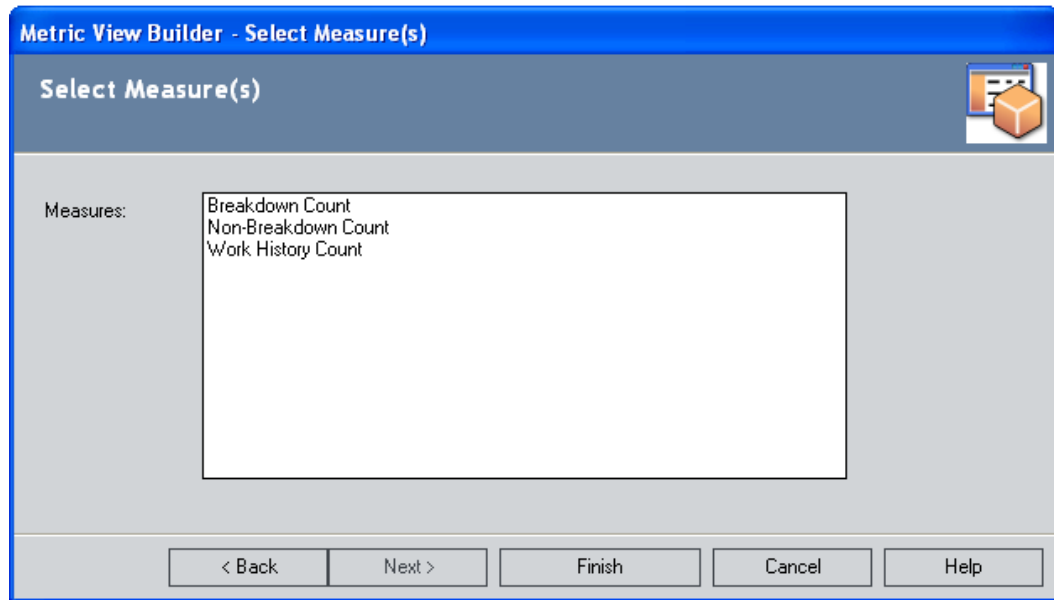 Metric View Builder - Select Measure(s)
Select Measure(s)
Measures:
Breakdown Count
Non-Breakdown Count
Work History Count
< Back
Next >
Finish
Cancel
Help